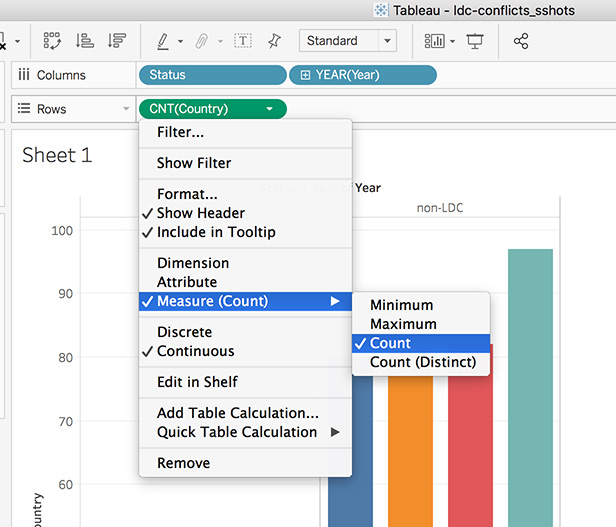 Tableau - ldc-conflicts_sshots
Standard
Columns
Status
YEAR(Year)
Rows
CNT(Country)
Sheet 1
Filter...
Show Filter
Format...
Show Header
Include in Tooltip
Dimension
Attribute
Measure (Count)
Discrete
Continuous
Edit in Shelf
Add Table Calculation...
Quick Table Calculation
Remove
Minimum
Maximum
Count
Count (Distinct)
Year
non-LDC
100
90
80
70
60